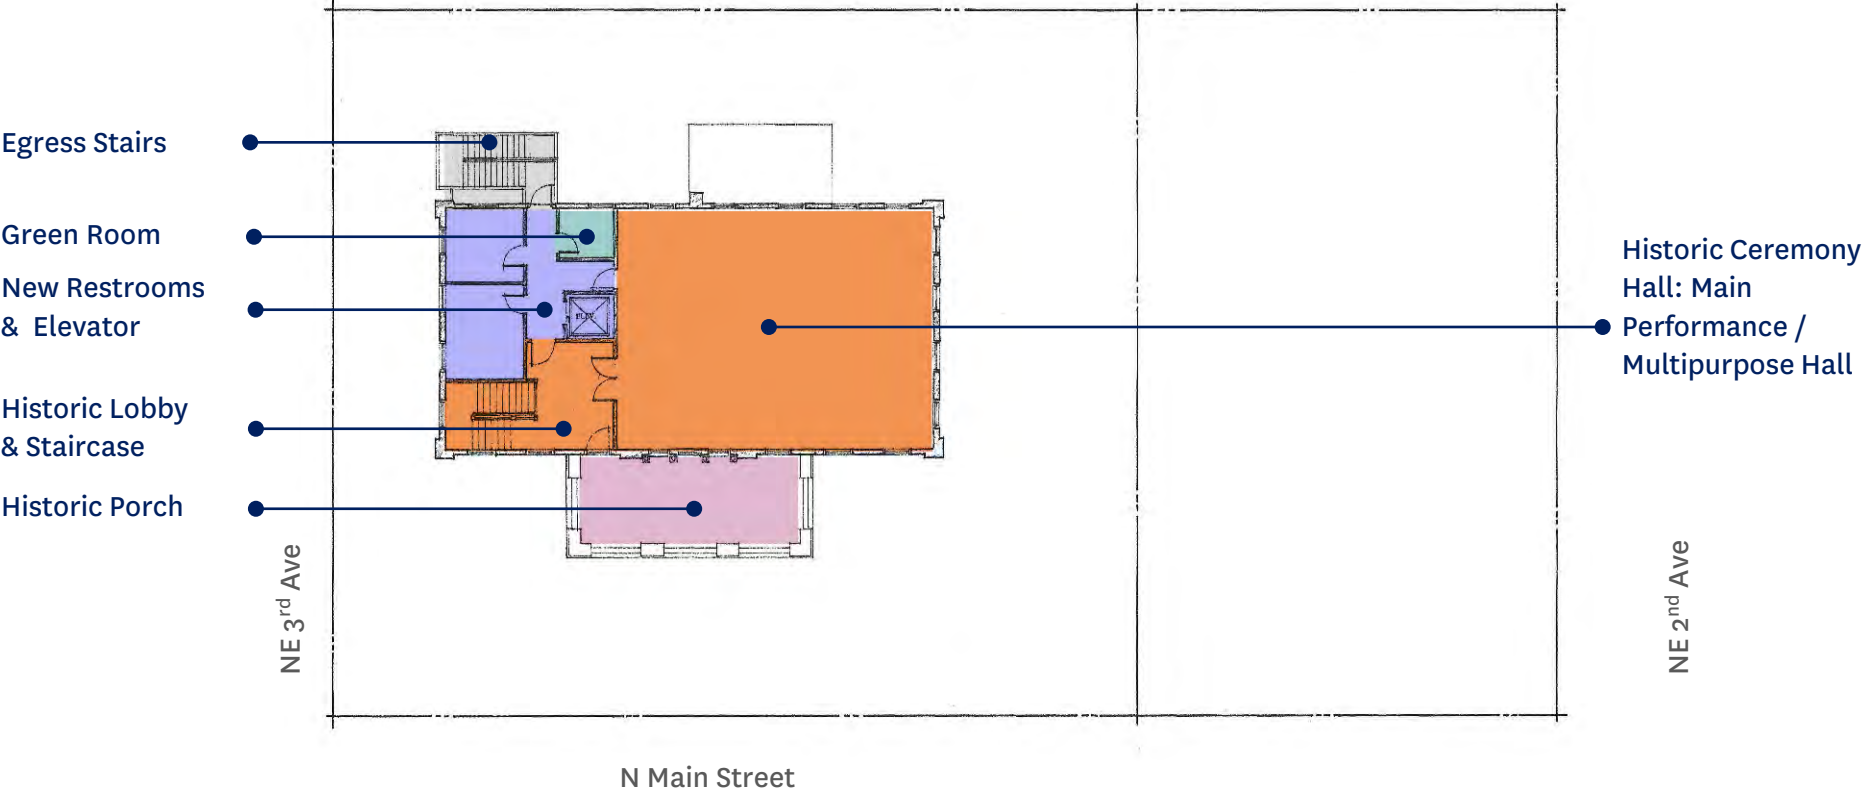 Egress Stairs
Green Room
New Restrooms
& Elevator
Historic Lobby
& Staircase
Historic Porch
ELEV.
Historic Ceremony
Hall: Main
Performance /
Multipurpose Hall
NE 3rd Ave
NE 2nd Ave
N Main Street